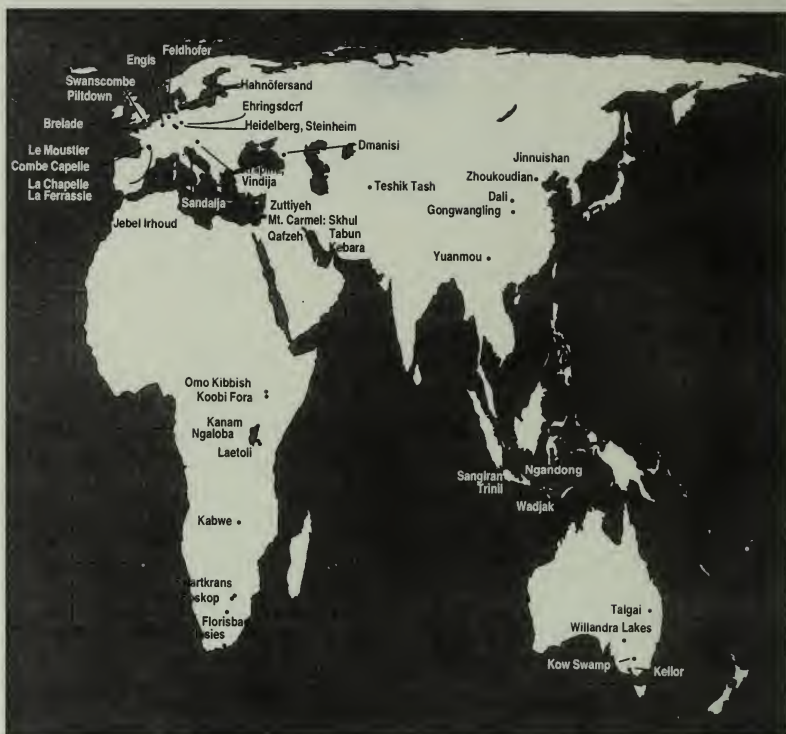 Feldhofer
Engis
Swanscombe
Piltdown
Hahnöfersand
Ehringsdorf
Brelade
Heidelberg, Steinheim
Le Moustier
Combe Capelle
La Chapelle
La Ferrassie
Dmanisi
Vindija
Sandalja
Teshik Tash
Jinnuishan
Zhoukoudian
Dali
Gongwangling
Yuanmou
Zuttiyeh
Mt. Carmel: Skhul
Qafzeh Tabun
Kebara
Jebel Irhoud
Omo Kibbish
Koobi Fora
Kanam
Ngaloba
Laetoli
Sangiran
Trinil
Ngandong
Wadjak
Kabwe
Talgai
Willandra Lakes
Kow Swamp
Keilor